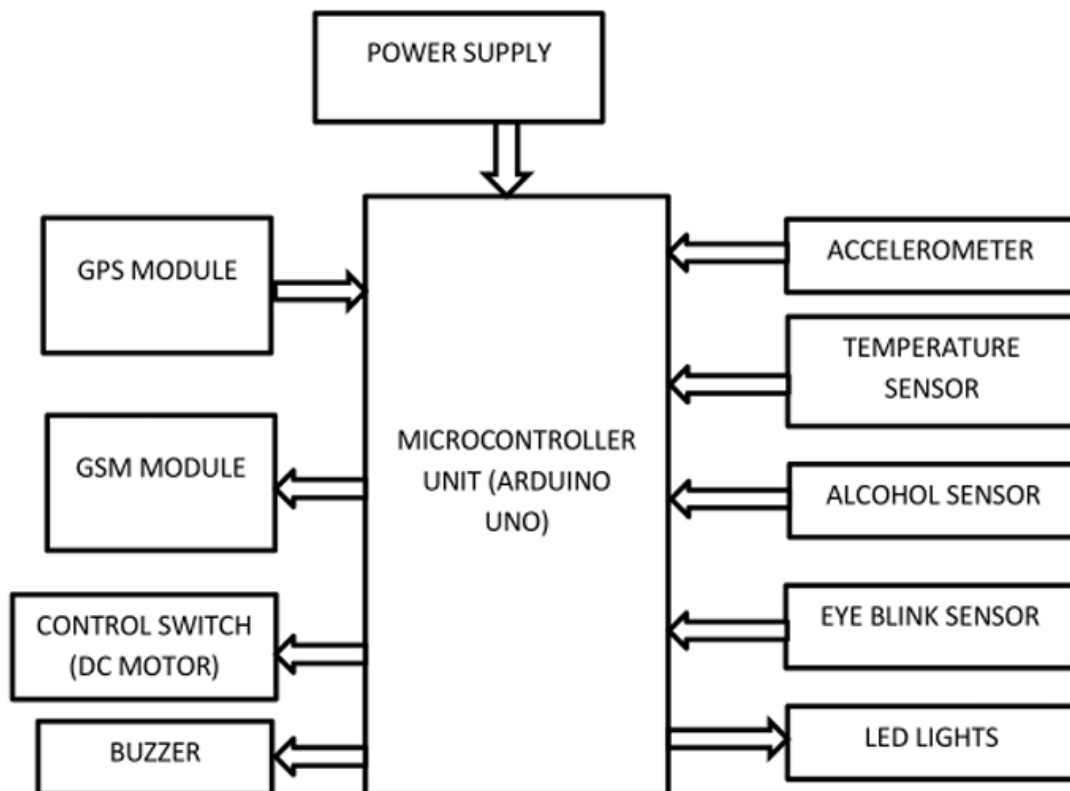 POWER SUPPLY
GPS MODULE
GSM MODULE
CONTROL SWITCH
(DC MOTOR)
BUZZER
MICROCONTROLLER
UNIT (ARDUINO
UNO)
ACCELEROMETER
TEMPERATURE
SENSOR
ALCOHOL SENSOR
EYE BLINK SENSOR
LED LIGHTS